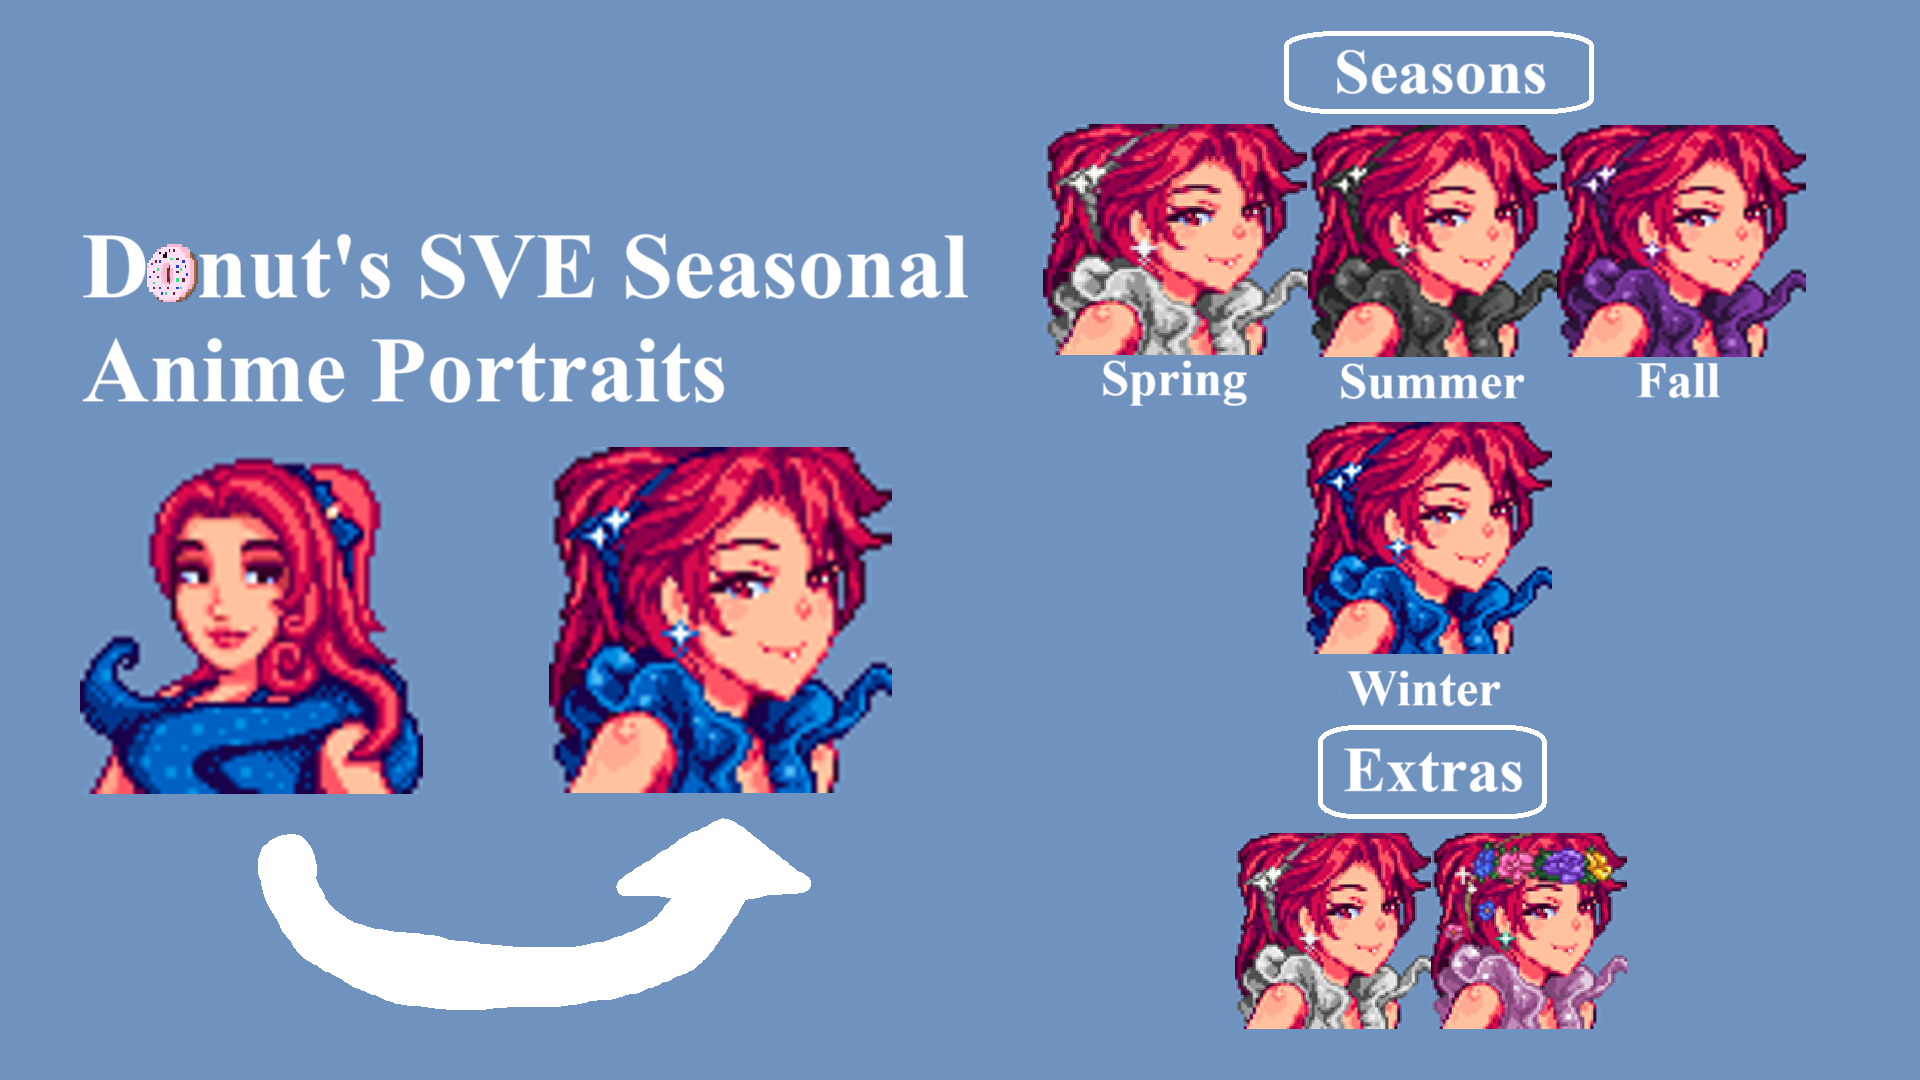 Donut's SVE Seasonal
Anime Portraits
Seasons
Spring
Summer
Fall
Winter
Extras